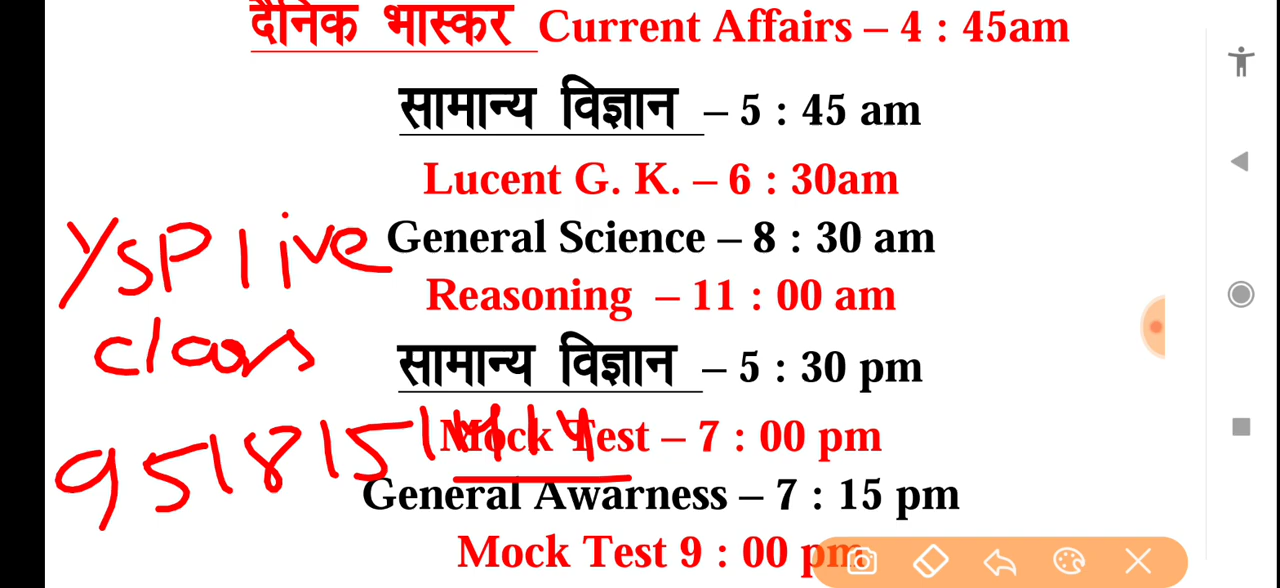 दैनिक भास्कर Current Affairs – 4 : 45am
सामान्य विज्ञान – 5 : 45 am
Lucent G. K. – 6 : 30am
YSP live
General Science – 8 : 30 am
Reasoning – 11 : 00 am
class
सामान्य विज्ञान – 5 : 30 pm
Mock Test – 7 : 00 pm
General Awarness – 7 : 15 pm
Mock Test 9 : 00 pm